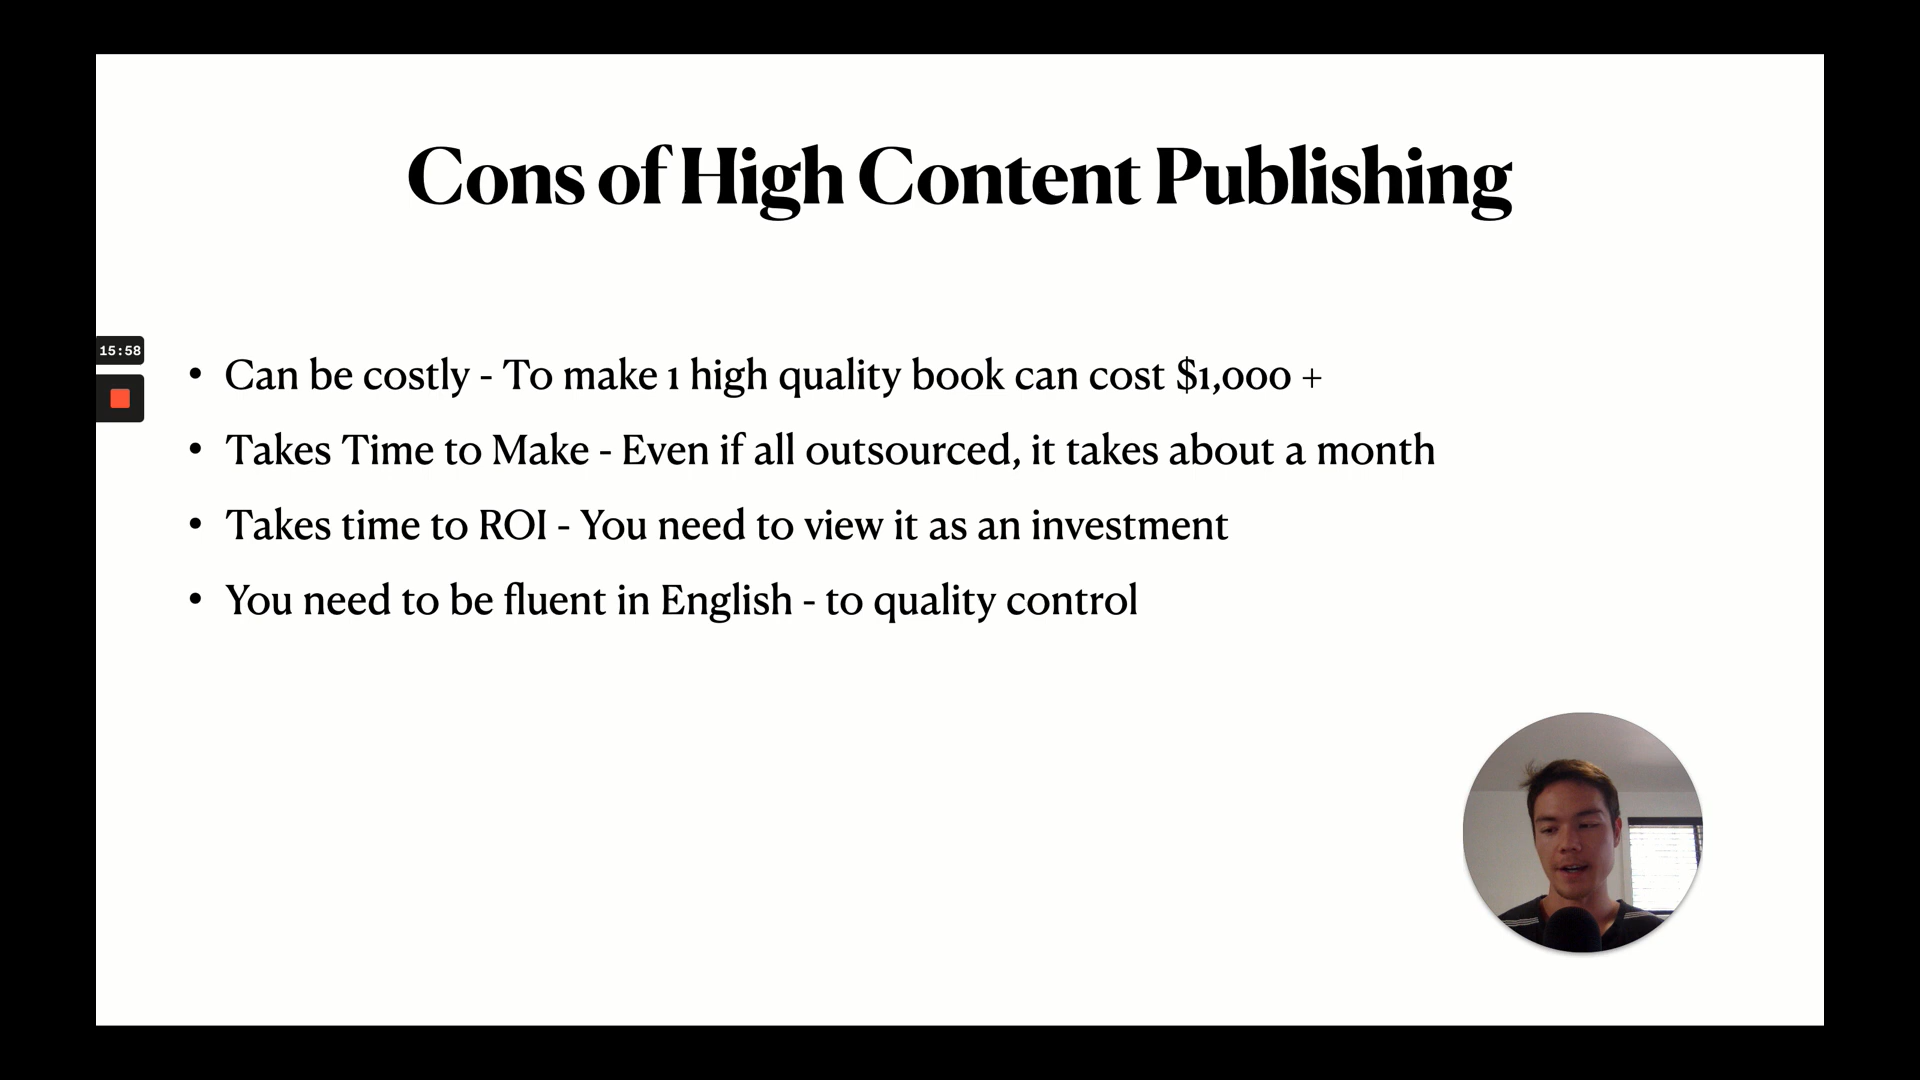 Cons of High Content Publishing
15:58
• Can be costly - To make 1 high quality book can cost $1,000 +
• Takes Time to Make - Even if all outsourced, it takes about a month
• Takes time to ROI - You need to view it as an investment
• You need to be fluent in English - to quality control